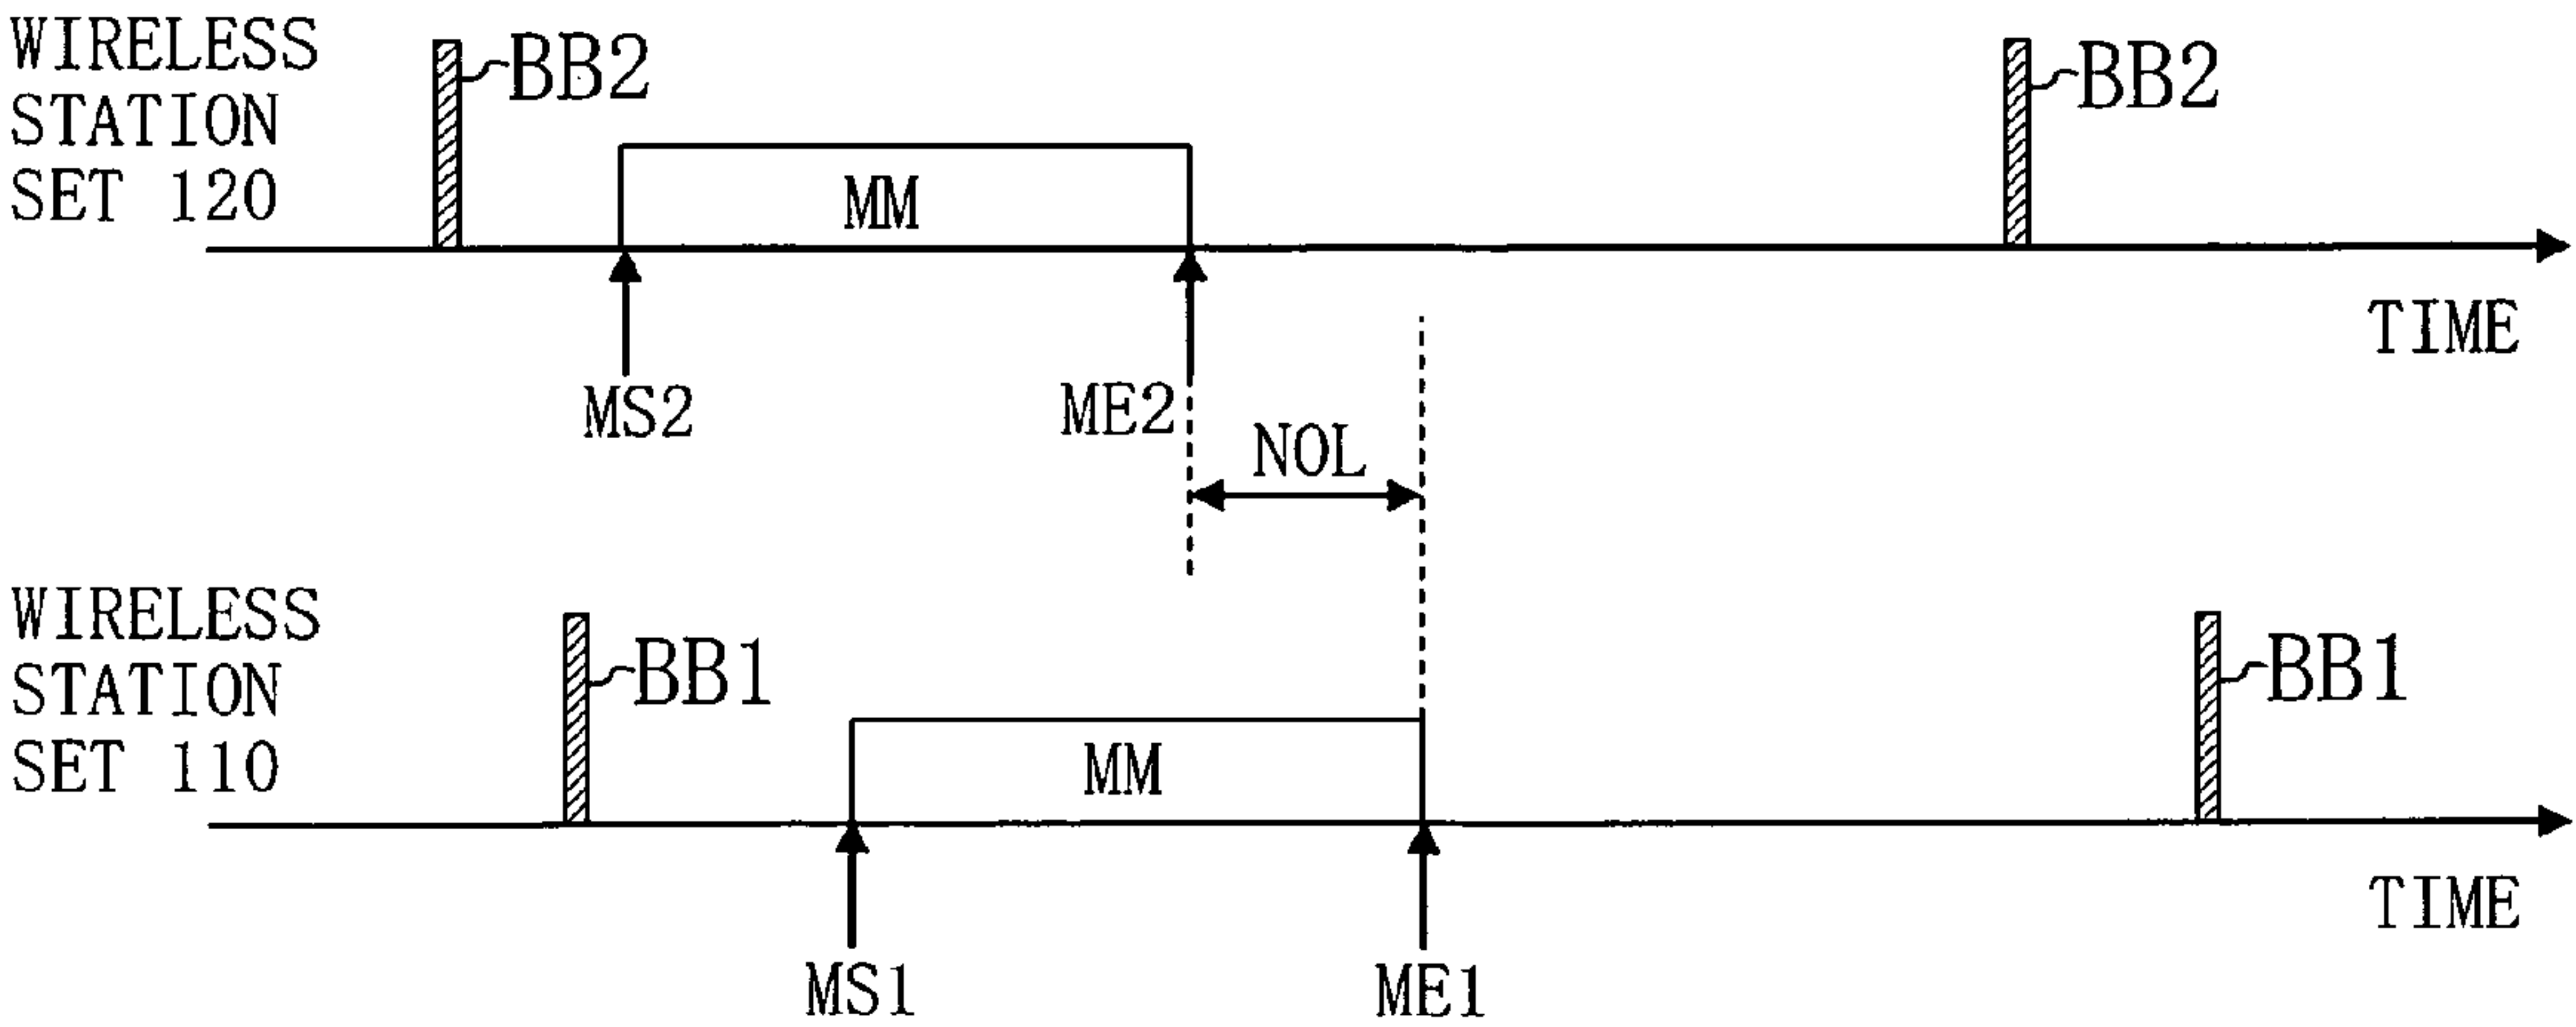 WIRELESS
STATION
SET 120
BB2
BB2
MM
TIME
MS2
ME2
NOL
WIRELESS
STATION
SET 110
BB1
BB1
MM
TIME
MS1
ME1